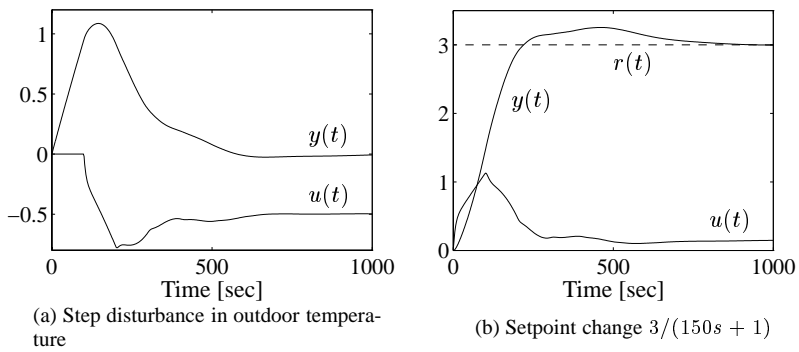 1
0.5
0
−0.5
0
500
1000
y(t)
u(t)
Time [sec]
(a) Step disturbance in outdoor tempera-
ture
3
2
1
0
0
500
1000
r(t)
y(t)
u(t)
Time [sec]
(b) Setpoint change 3/(150s + 1)